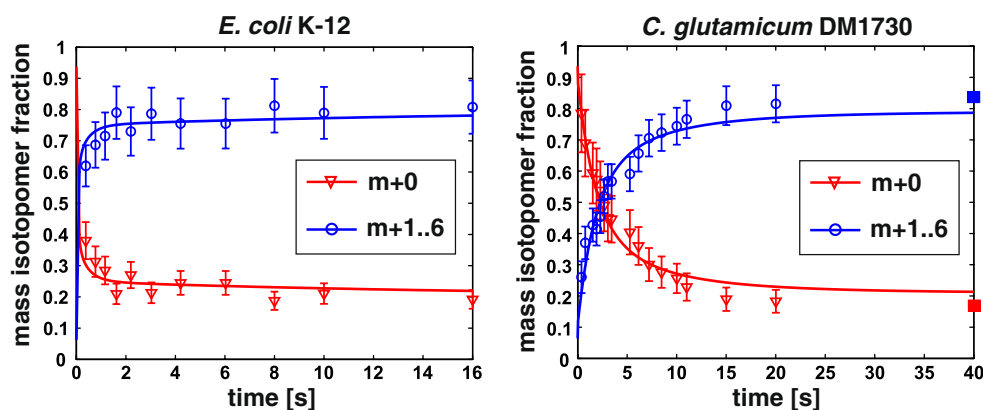 E. coli K-12
mass isotopomer fraction
1
0.9
0.8
0.7
0.6
0.5
0.4
0.3
0.2
0.1
0
m+0
m+1..6
0 2 4 6 8 10 12 14 16
time [s]
C. glutamicum DM1730
mass isotopomer fraction
1
0.9
0.8
0.7
0.6
0.5
0.4
0.3
0.2
0.1
0
m+0
m+1..6
0 5 10 15 20 25 30 35 40
time [s]